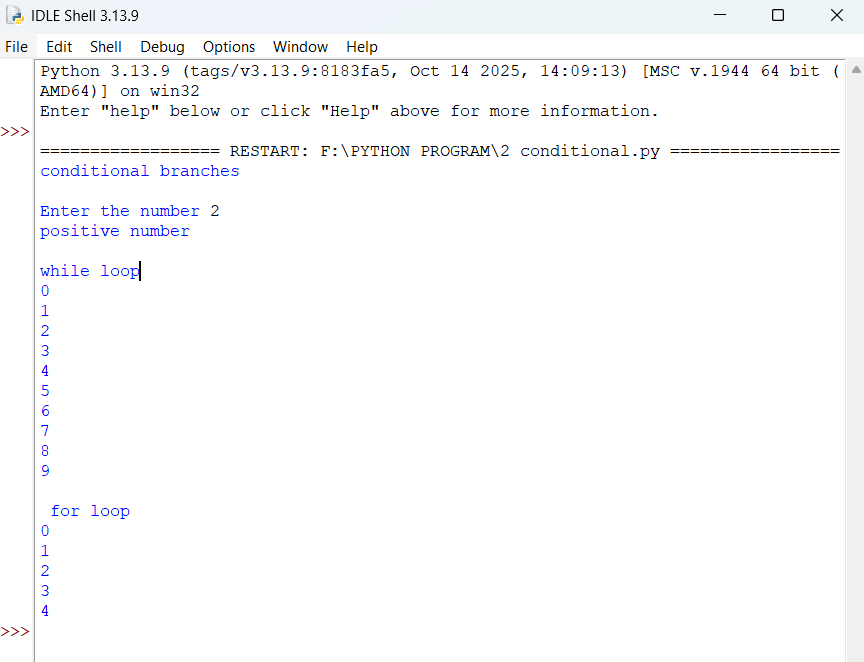 IDLE Shell 3.13.9
File Edit Shell Debug Options Window Help
Python 3.13.9 (tags/v3.13.9:8183fa5, Oct 14 2025, 14:09:13) [MSC v.1944 64 bit (
AMD64)] on win32
Enter "help" below or click "Help" above for more information.
>>>
================== RESTART: F:\PYTHON PROGRAM\2 conditional.py =================
conditional branches
Enter the number 2
positive number
while loop
0
1
2
3
4
5
6
7
8
9
for loop
0
1
2
3
4
>>>